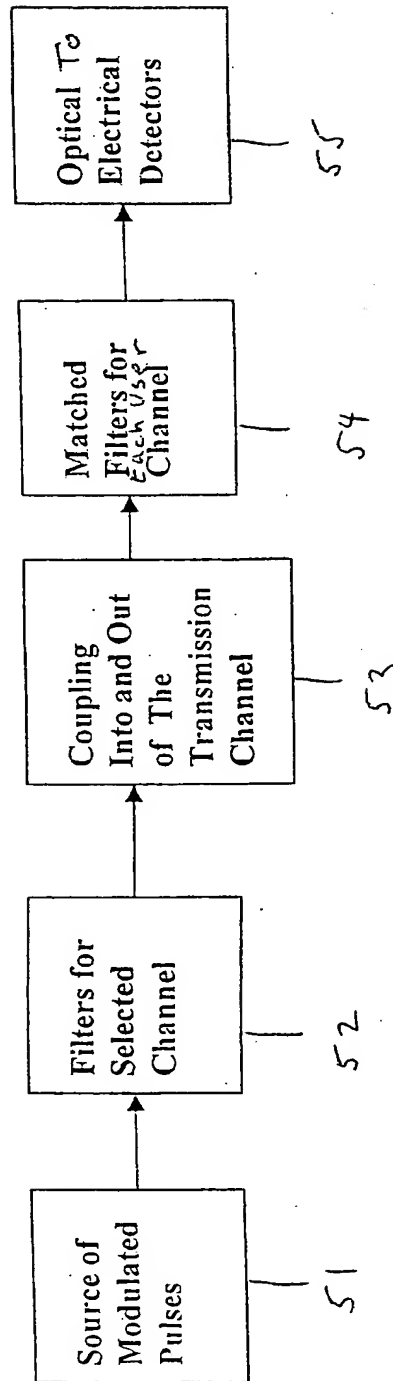 Source of
Modulated
Pulses
51
Filters for
Selected
Channel
52
Coupling
Into and Out
of The
Transmission
Channel
53
Matched
Filters for
Each User
Channel
54
Optical To
Electrical
Detectors
55